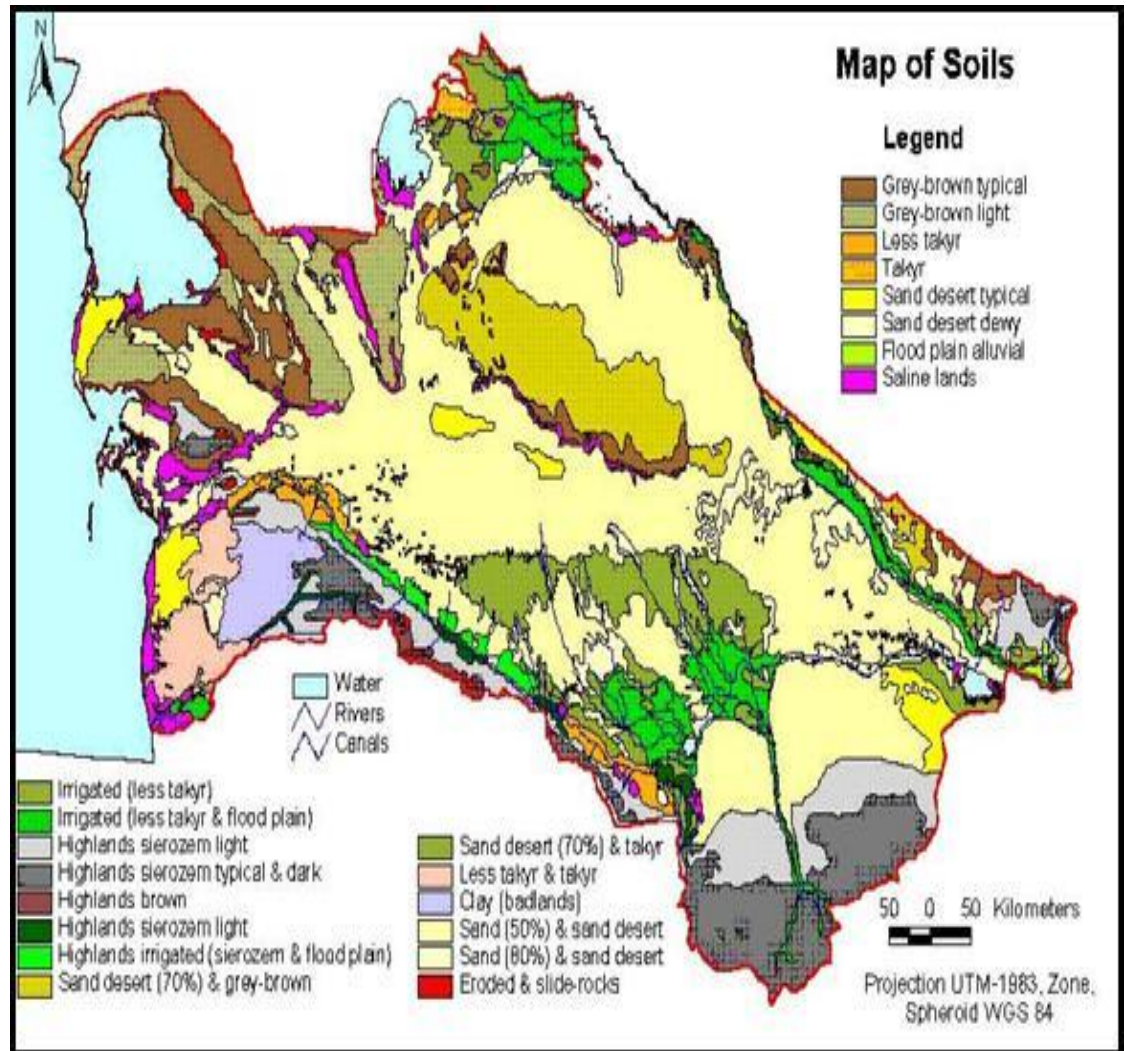 N
Map of Soils
Legend
Grey-brown typical
Grey-brown light
Less takyr
Takyr
Sand desert typical
Sand desert dewy
Flood plain alluvial
Saline lands
Water
Rivers
Canals
Irrigated (less takyr)
Irrigated (less takyr & flood plain)
Highlands sierozem light
Highlands sierozem typical & dark
Highlands brown
Highlands sierozem light
Highlands irrigated (sierozem & flood plain)
Sand desert (70%) & grey-brown
Sand desert (70%) & takyr
Less takyr & takyr
Clay (badlands)
Sand (50%) & sand desert
Sand (80%) & sand desert
Eroded & slide-rocks
50 0 50 Kilometers
Projection UTM-1983, Zone,
Spheroid WGS 84